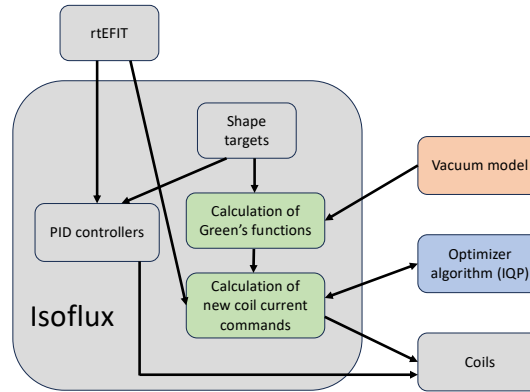 rtEFIT
Shape
targets
Vacuum model
Calculation of
Green's functions
PID controllers
Optimizer
algorithm (IQP)
Calculation of
new coil current
commands
Isoflux
Coils